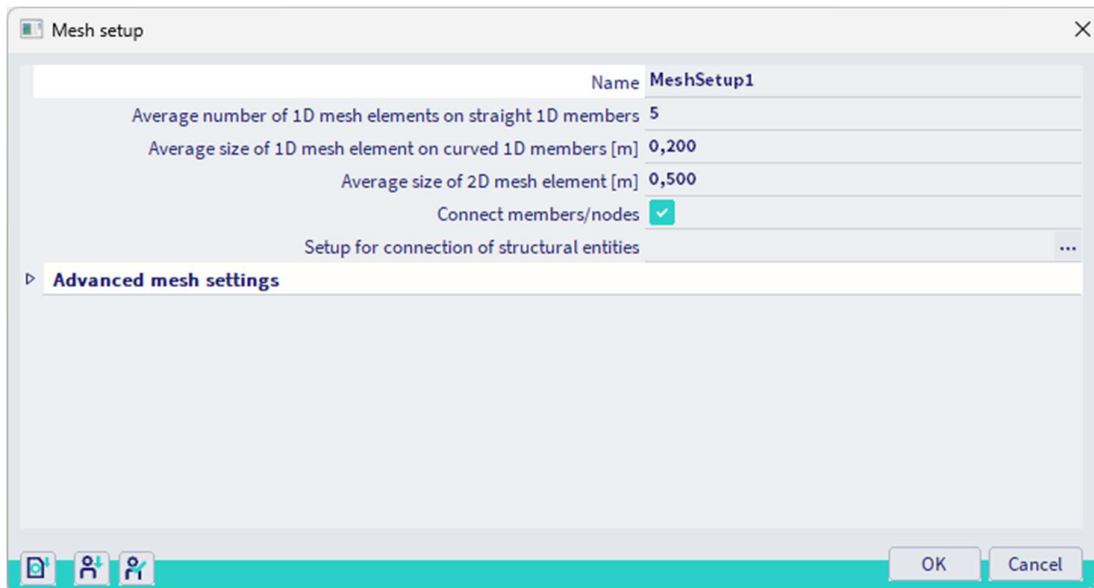 Mesh setup
Name MeshSetup1
Average number of 1D mesh elements on straight 1D members 5
Average size of 1D mesh element on curved 1D members [m] 0,200
Average size of 2D mesh element [m] 0,500
Connect members/nodes
Setup for connection of structural entities ...
Advanced mesh settings
OK Cancel